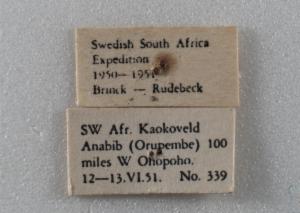 Swedish South Africa
Expedition
1950—1951
Brinck — Rudebeck
SW Afr. Kaokoveld
Anabib (Orupembe) 100
miles W Ohopoho.
12—13.VI.51. No. 339